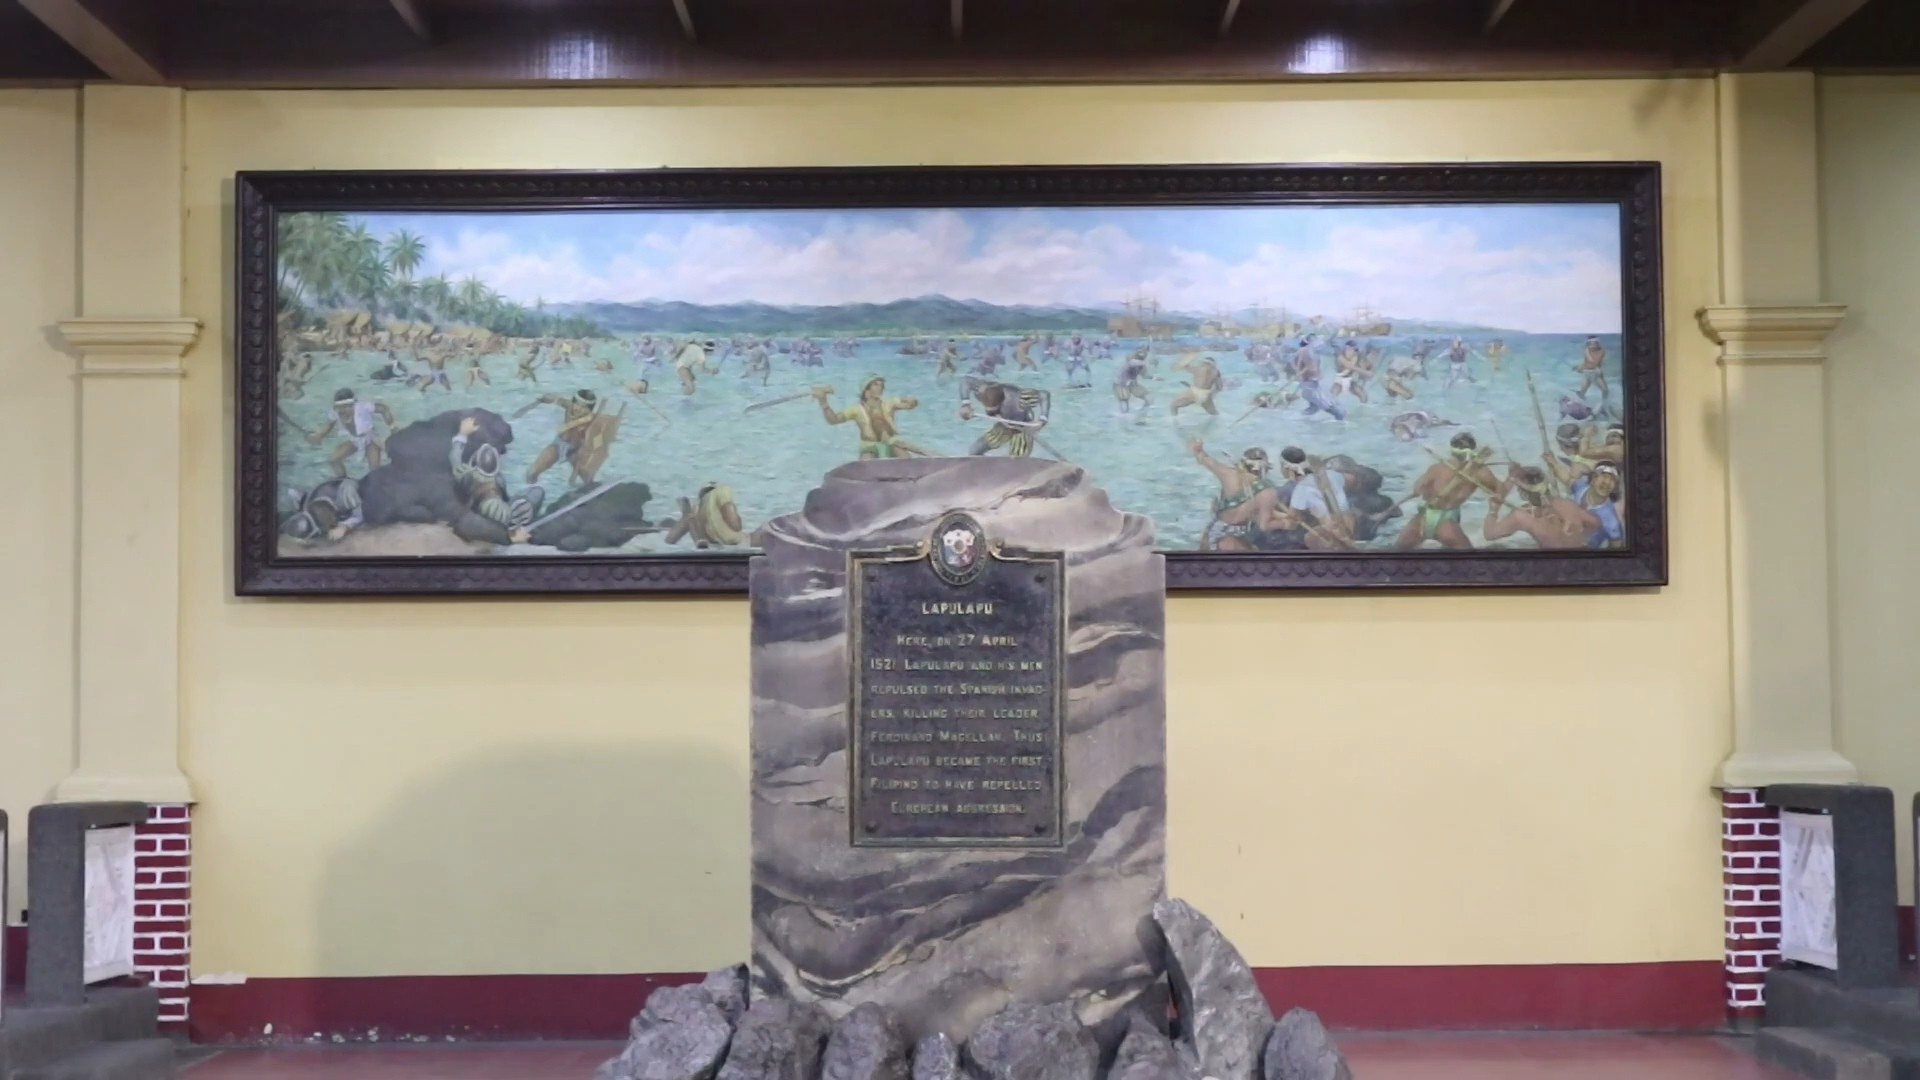 LAPULAPU
HERE, ON 27 APRIL
1521 LAPULAPU AND HIS MEN
REPULSED THE SPANISH INVAD-
ERS, KILLING THEIR LEADER,
FERDINAND MAGELLAN. THUS
LAPULAPU BECAME THE FIRST
FILIPINO TO HAVE REPELLED
EUROPEAN AGGRESSION.